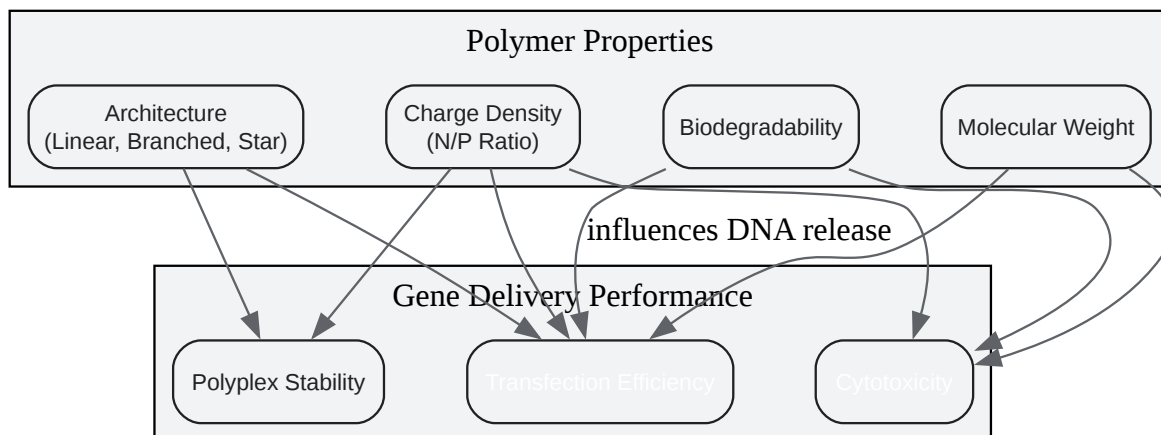 Polymer Properties
Architecture
(Linear, Branched, Star)
Charge Density
(N/P Ratio)
Biodegradability
Molecular Weight
influences DNA release
Gene Delivery Performance
Polyplex Stability
Transfection Efficiency
Cytotoxicity